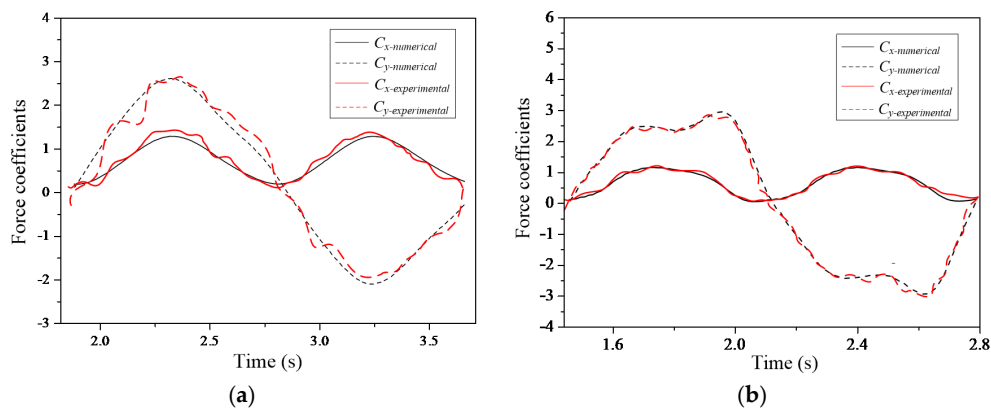 4
3
2
1
0
-1
-2
-3
2.0
2.5
3.0
3.5
Force coefficients
Time (s)
Cx-numerical
Cy-numerical
Cx-experimental
Cy-experimental
(a)
6
5
4
3
2
1
0
-1
-2
-3
-4
1.6
2.0
2.4
2.8
Force coefficients
Time (s)
Cx-numerical
Cy-numerical
Cx-experimental
Cy-experimental
(b)